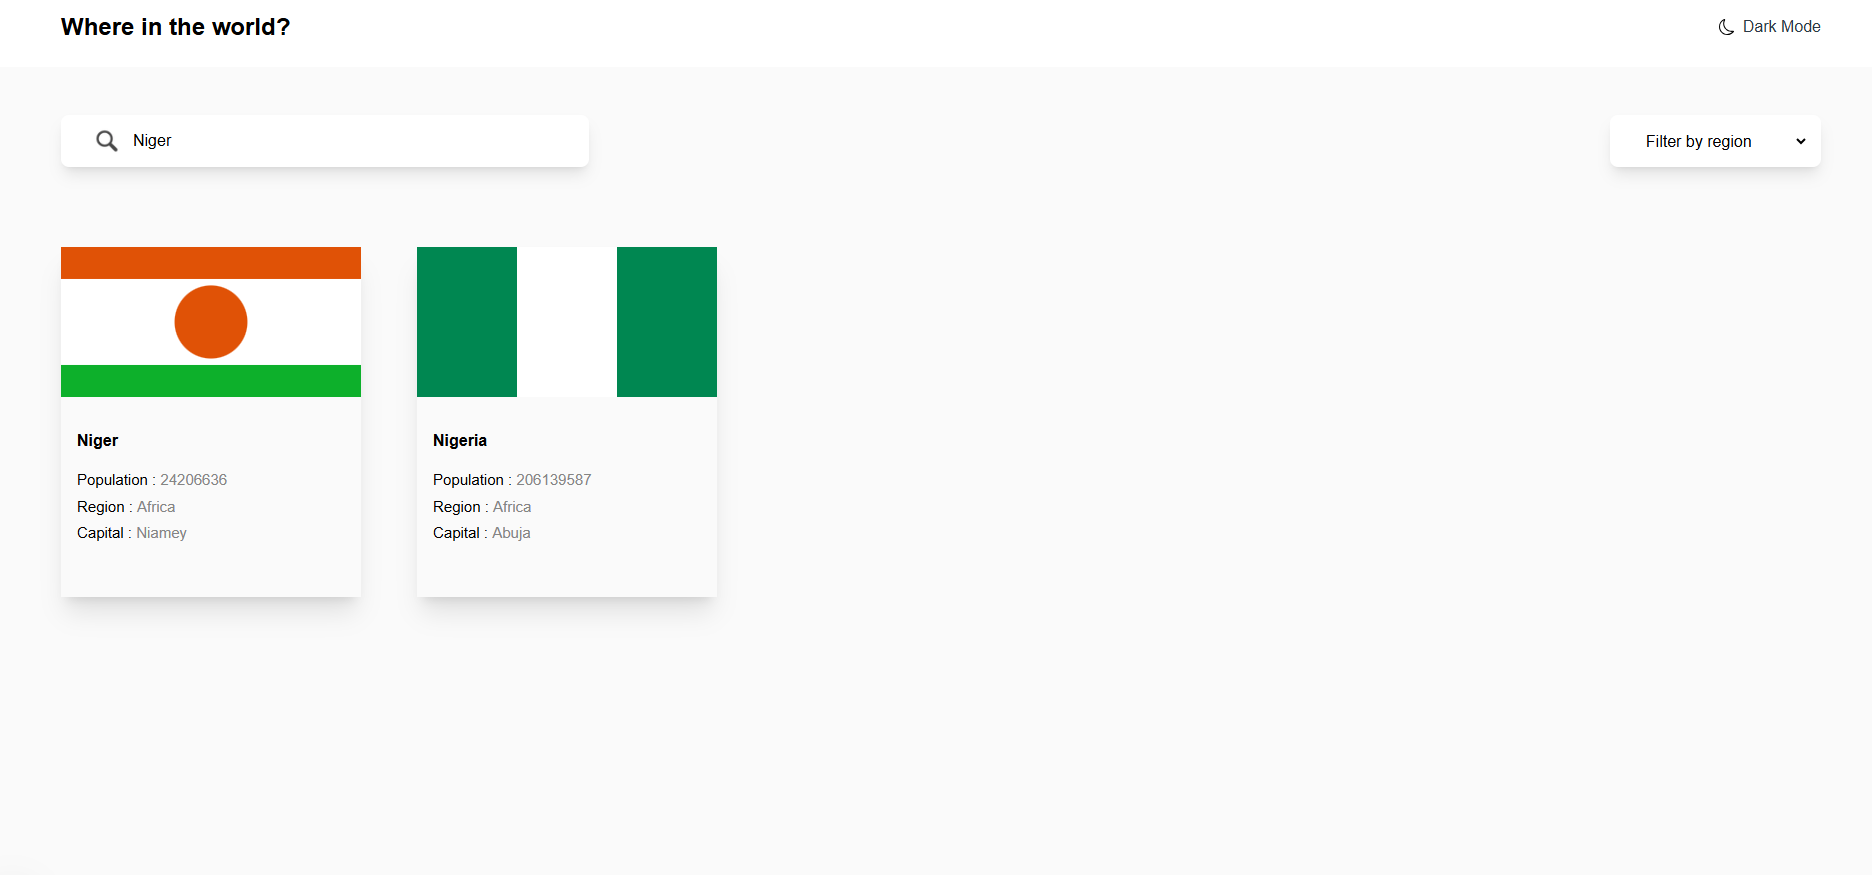 Where in the world?
Dark Mode
Niger
Filter by region
Niger
Population : 24206636
Region : Africa
Capital : Niamey
Nigeria
Population : 206139587
Region : Africa
Capital : Abuja